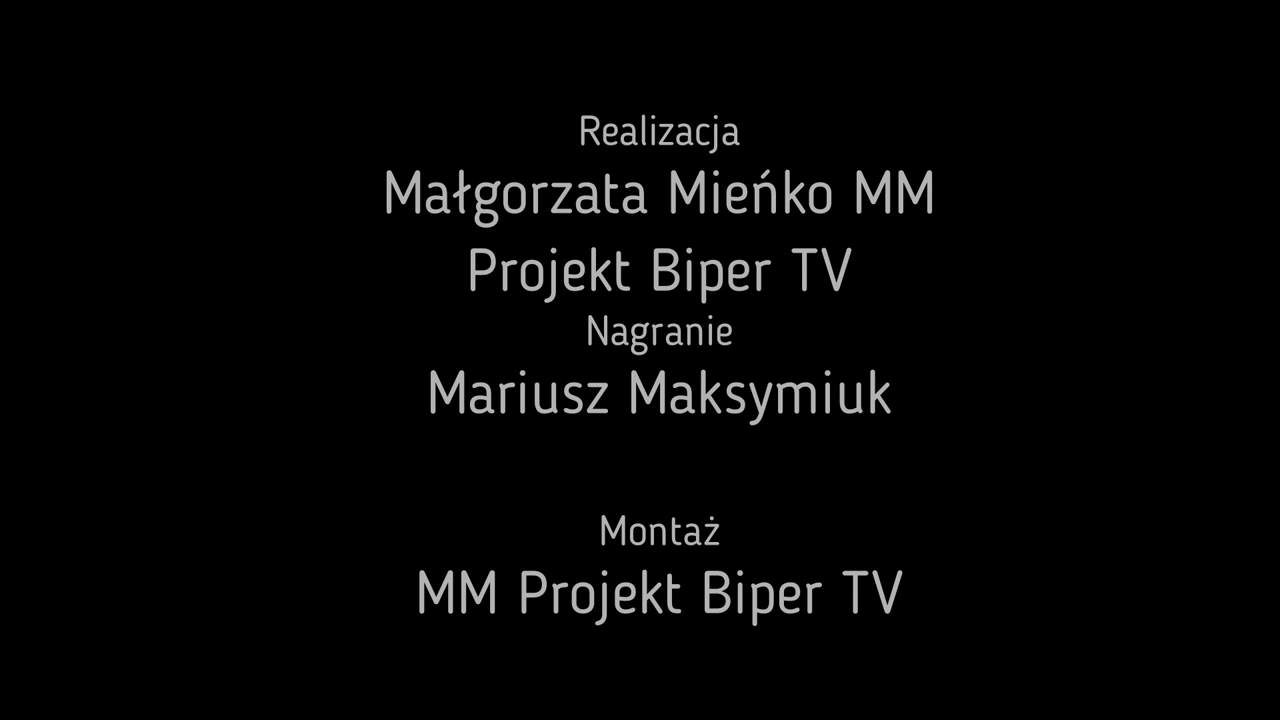 Realizacja
Małgorzata Mieńko MM
Projekt Biper TV
Nagranie
Mariusz Maksymiuk
Montaż
MM Projekt Biper TV